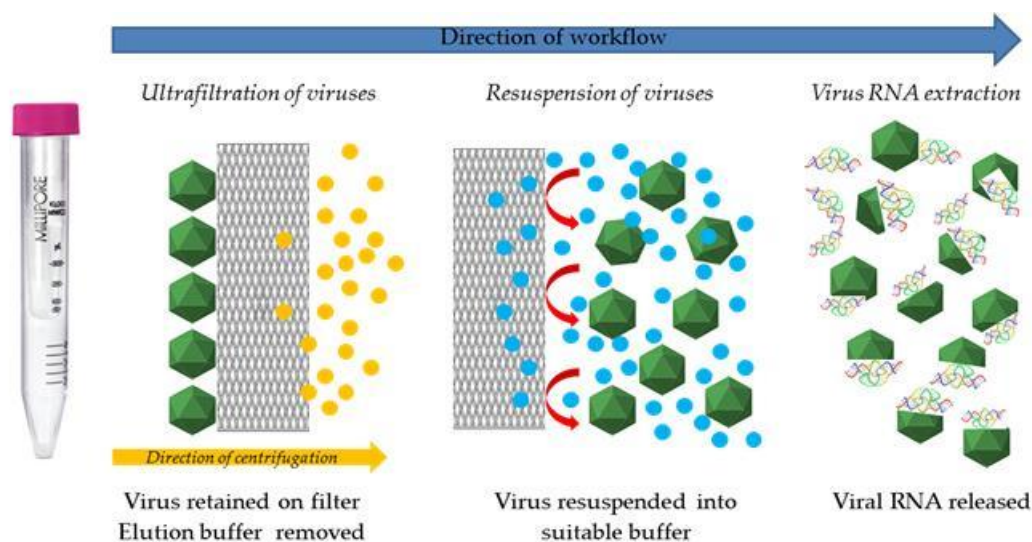 Direction of workflow
Ultrafiltration of viruses
Resuspension of viruses
Virus RNA extraction
MILLIPORE
Direction of centrifugation
Virus retained on filter
Elution buffer removed
Virus resuspended into
suitable buffer
Viral RNA released